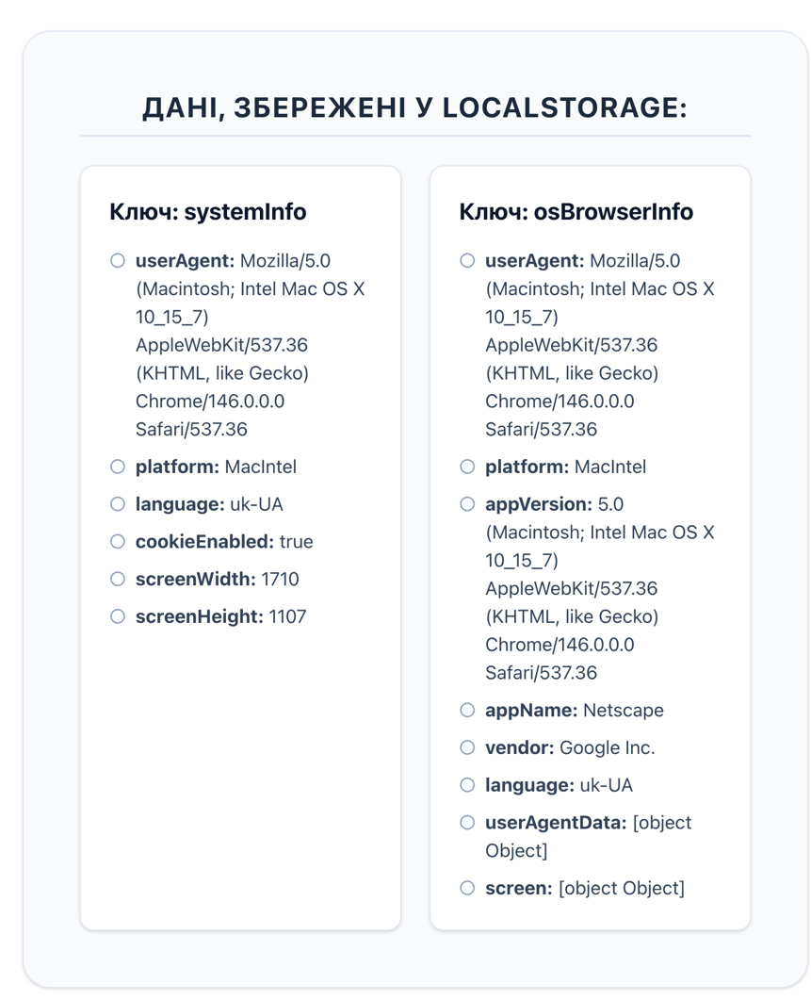 ДАНІ, ЗБЕРЕЖЕНІ У LOCALSTORAGE:
Ключ: systemInfo
userAgent: Mozilla/5.0
(Macintosh; Intel Mac OS X
10_15_7)
AppleWebKit/537.36
(KHTML, like Gecko)
Chrome/146.0.0.0
Safari/537.36
platform: MacIntel
language: uk-UA
cookieEnabled: true
screenWidth: 1710
screenHeight: 1107
Ключ: osBrowserInfo
userAgent: Mozilla/5.0
(Macintosh; Intel Mac OS X
10_15_7)
AppleWebKit/537.36
(KHTML, like Gecko)
Chrome/146.0.0.0
Safari/537.36
platform: MacIntel
appVersion: 5.0
(Macintosh; Intel Mac OS X
10_15_7)
AppleWebKit/537.36
(KHTML, like Gecko)
Chrome/146.0.0.0
Safari/537.36
appName: Netscape
vendor: Google Inc.
language: uk-UA
userAgentData: [object
Object]
screen: [object Object]